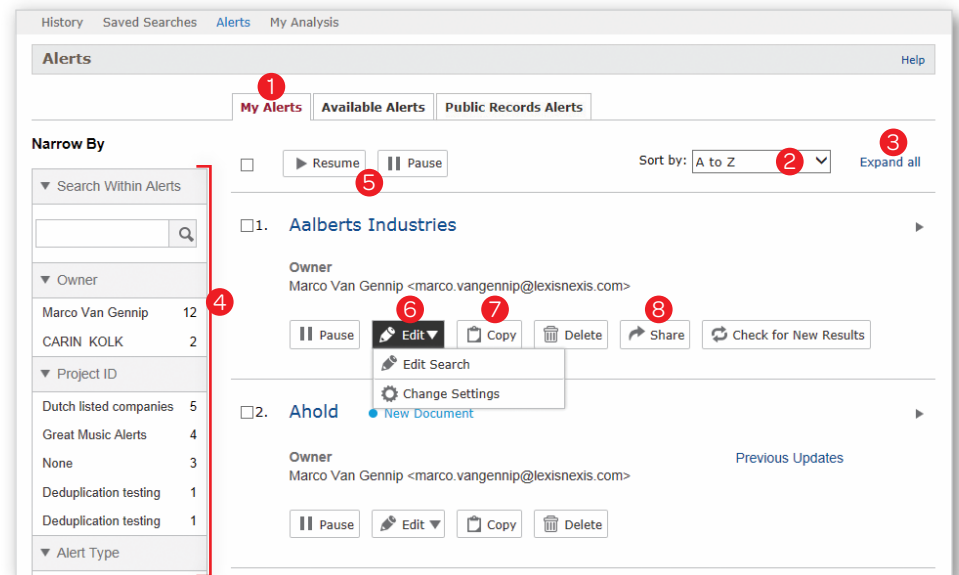 History Saved Searches Alerts My Analysis
Alerts
Help
1
My Alerts Available Alerts Public Records Alerts
Narrow By
Search Within Alerts
Owner
Marco Van Gennip 12
CARIN KOLK 2
Project ID
Dutch listed companies 5
Great Music Alerts 4
None 3
Deduplication testing 1
Deduplication testing 1
Alert Type
4
Resume Pause
5
Sort by: A to Z 2
3
Expand all
1. Aalberts Industries
Owner
Marco Van Gennip <marco.vangennip@lexisnexis.com>
6 7 8
Pause Edit Copy Delete Share Check for New Results
Edit Search
Change Settings
2. Ahold New Document
Owner
Marco Van Gennip <marco.vangennip@lexisnexis.com>
Previous Updates
Pause Edit Copy Delete